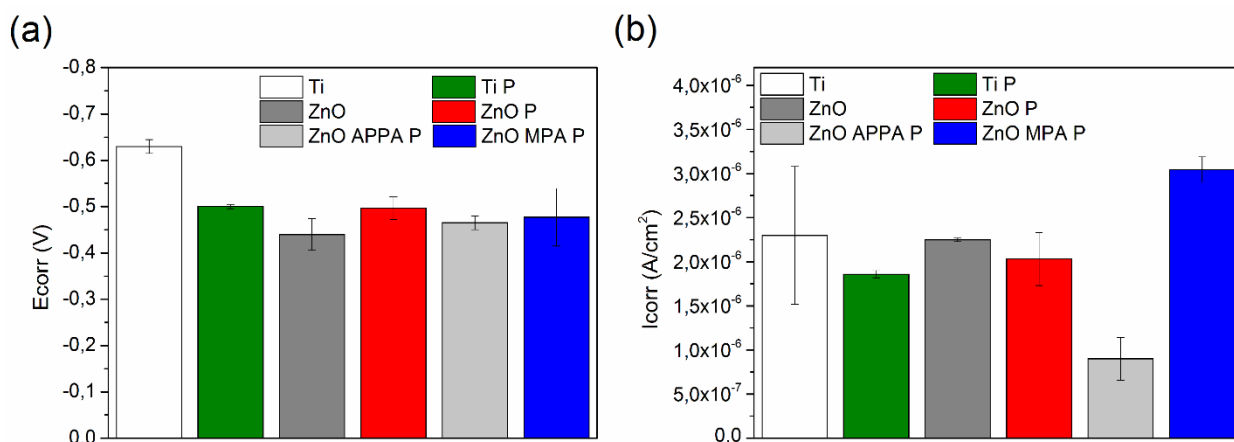 (a)
-0,8
-0,7
-0,6
-0,5
-0,4
-0,3
-0,2
-0,1
0,0
Ecorr (V)
Ti
Ti P
ZnO
ZnO P
ZnO APPA P
ZnO MPA P
(b)
4,0x10⁻⁶
3,5x10⁻⁶
3,0x10⁻⁶
2,5x10⁻⁶
2,0x10⁻⁶
1,5x10⁻⁶
1,0x10⁻⁶
5,0x10⁻⁷
0,0
Icorr (A/cm²)
Ti
Ti P
ZnO
ZnO P
ZnO APPA P
ZnO MPA P